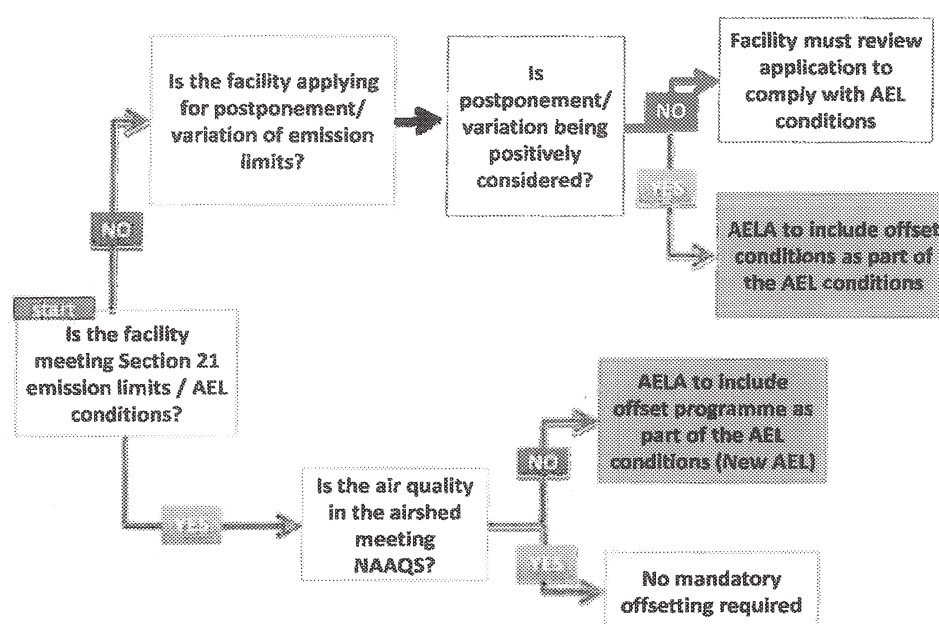 Is the facility applying
for postponement/
variation of emission
limits?
Is
postponement/
variation being
positively
considered?
NO
Facility must review
application to
comply with AEL
conditions
YES
AELA to include offset
conditions as part of
the AEL conditions
NO
start
Is the facility
meeting Section 21
emission limits / AEL
conditions?
YES
Is the air quality
in the airshed
meeting
NAAQS?
NO
AELA to include
offset programme as
part of the AEL
conditions (New AEL)
YES
No mandatory
offsetting required